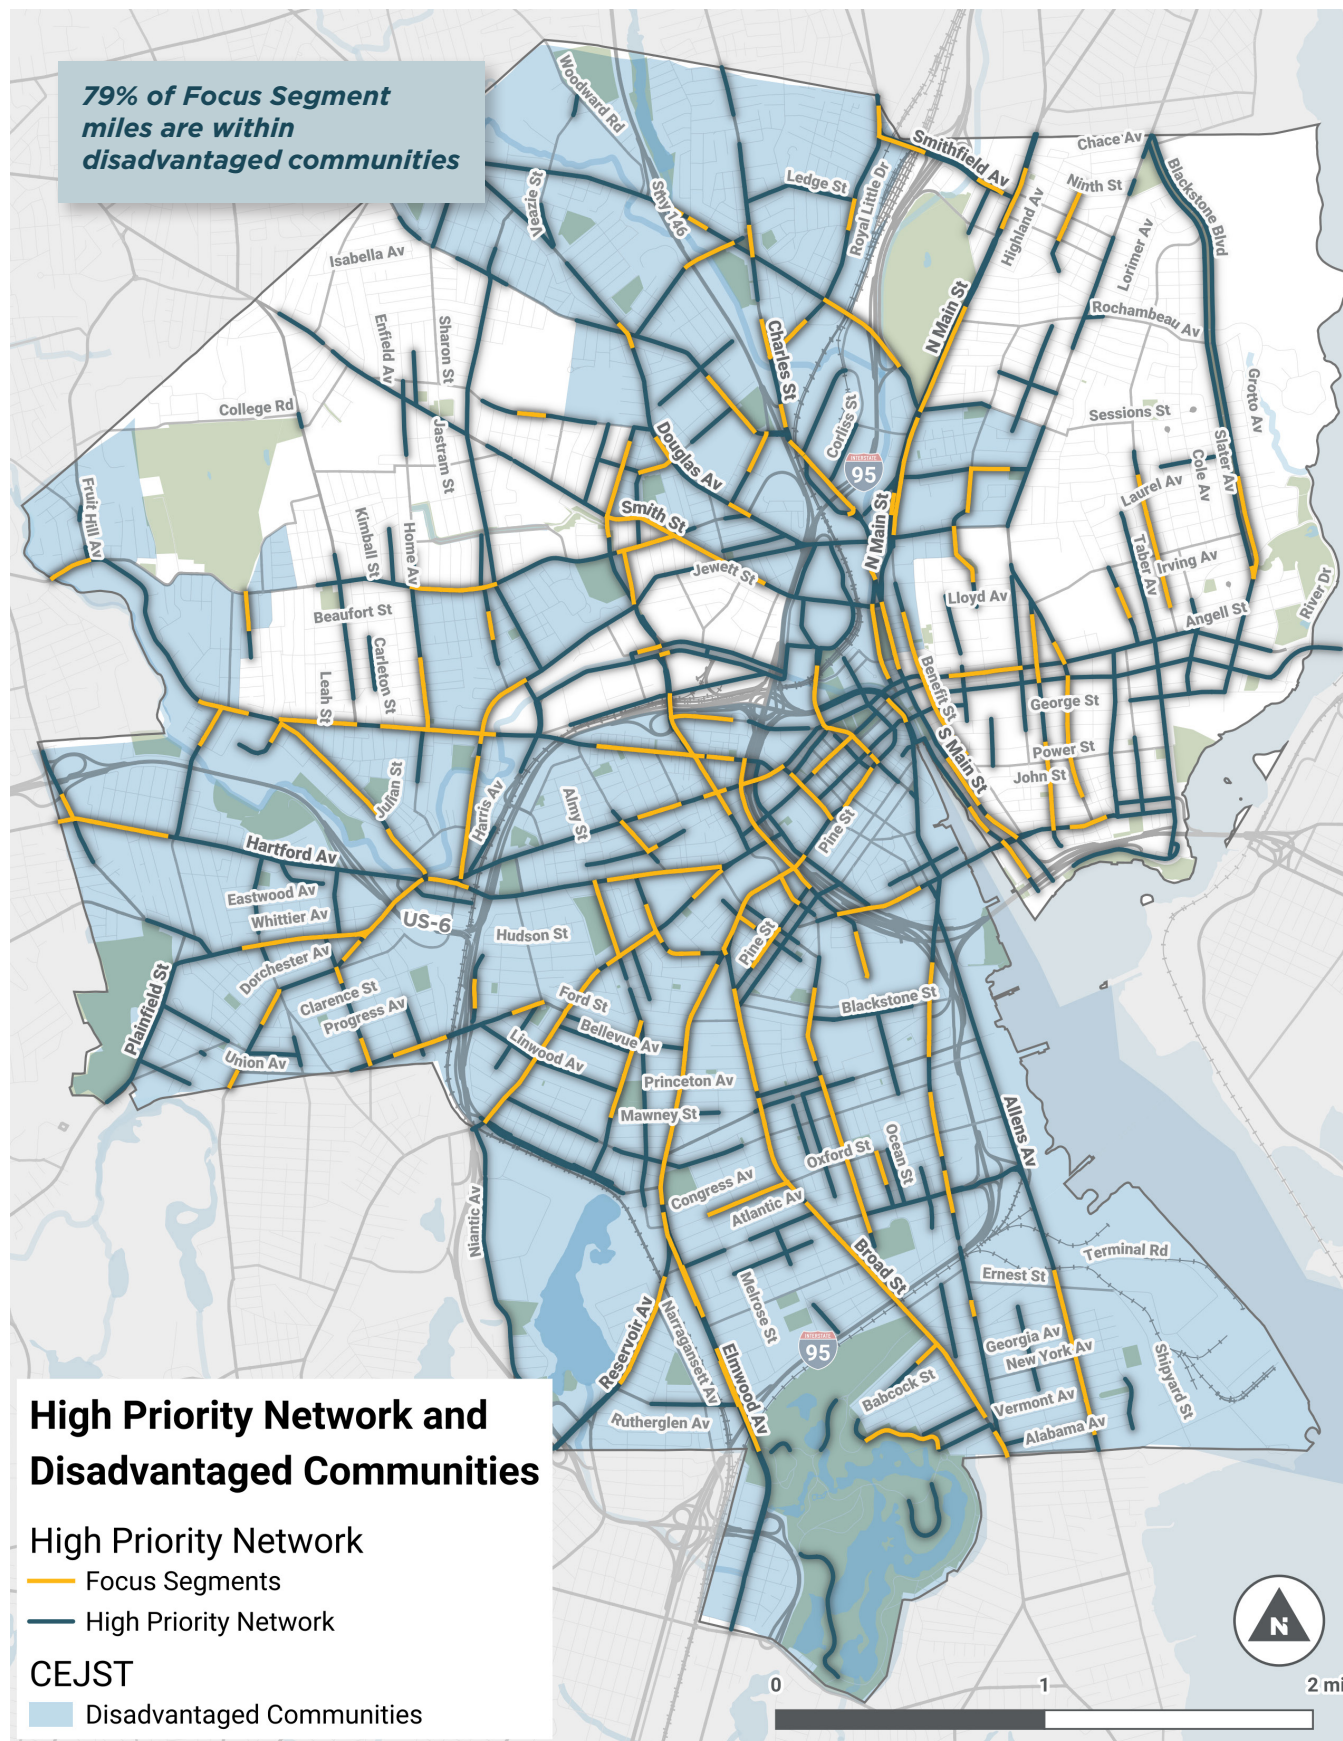 79% of Focus Segment
miles are within
disadvantaged communities
Woodward Rd
Veazie St
Sthy 146
Ledge St
Royal Little Dr
Smithfield Av
Chace Av
Ninth St
Highland Av
Lorimer Av
Blackstone Blvd
Isabella Av
Enfield Av
Sharon St
Charles St
N Main St
Rochambeau Av
College Rd
Jastram St
Douglas Av
Corliss St
INTERSTATE
95
Sessions St
Grotto Av
Slater Av
Cole Av
Laurel Av
Fruit Hill Av
Kimball St
Home Av
Smith St
Jewett St
N Main St
Taber Av
Irving Av
River Dr
Beaufort St
Lloyd Av
Angell St
Carleton St
Leah St
Benefit St
George St
S Main St
Power St
John St
Julian St
Harris Av
Almy St
Pine St
Hartford Av
Eastwood Av
Whittier Av
US-6
Hudson St
Pine St
Dorchester Av
Plainfield St
Clarence St
Progress Av
Ford St
Blackstone St
Bellevue Av
Linwood Av
Union Av
Princeton Av
Mawney St
Allens Av
Oxford St
Ocean St
Congress Av
Atlantic Av
Niantic Av
Broad St
Terminal Rd
Ernest St
Melrose St
Reservoir Av
Narragansett Av
INTERSTATE
95
Georgia Av
New York Av
Shipyard St
Elmwood Av
Babcock St
Vermont Av
Rutherglen Av
Alabama Av
High Priority Network and
Disadvantaged Communities
High Priority Network
Focus Segments
High Priority Network
CEJST
Disadvantaged Communities
N
0 1 2 mi